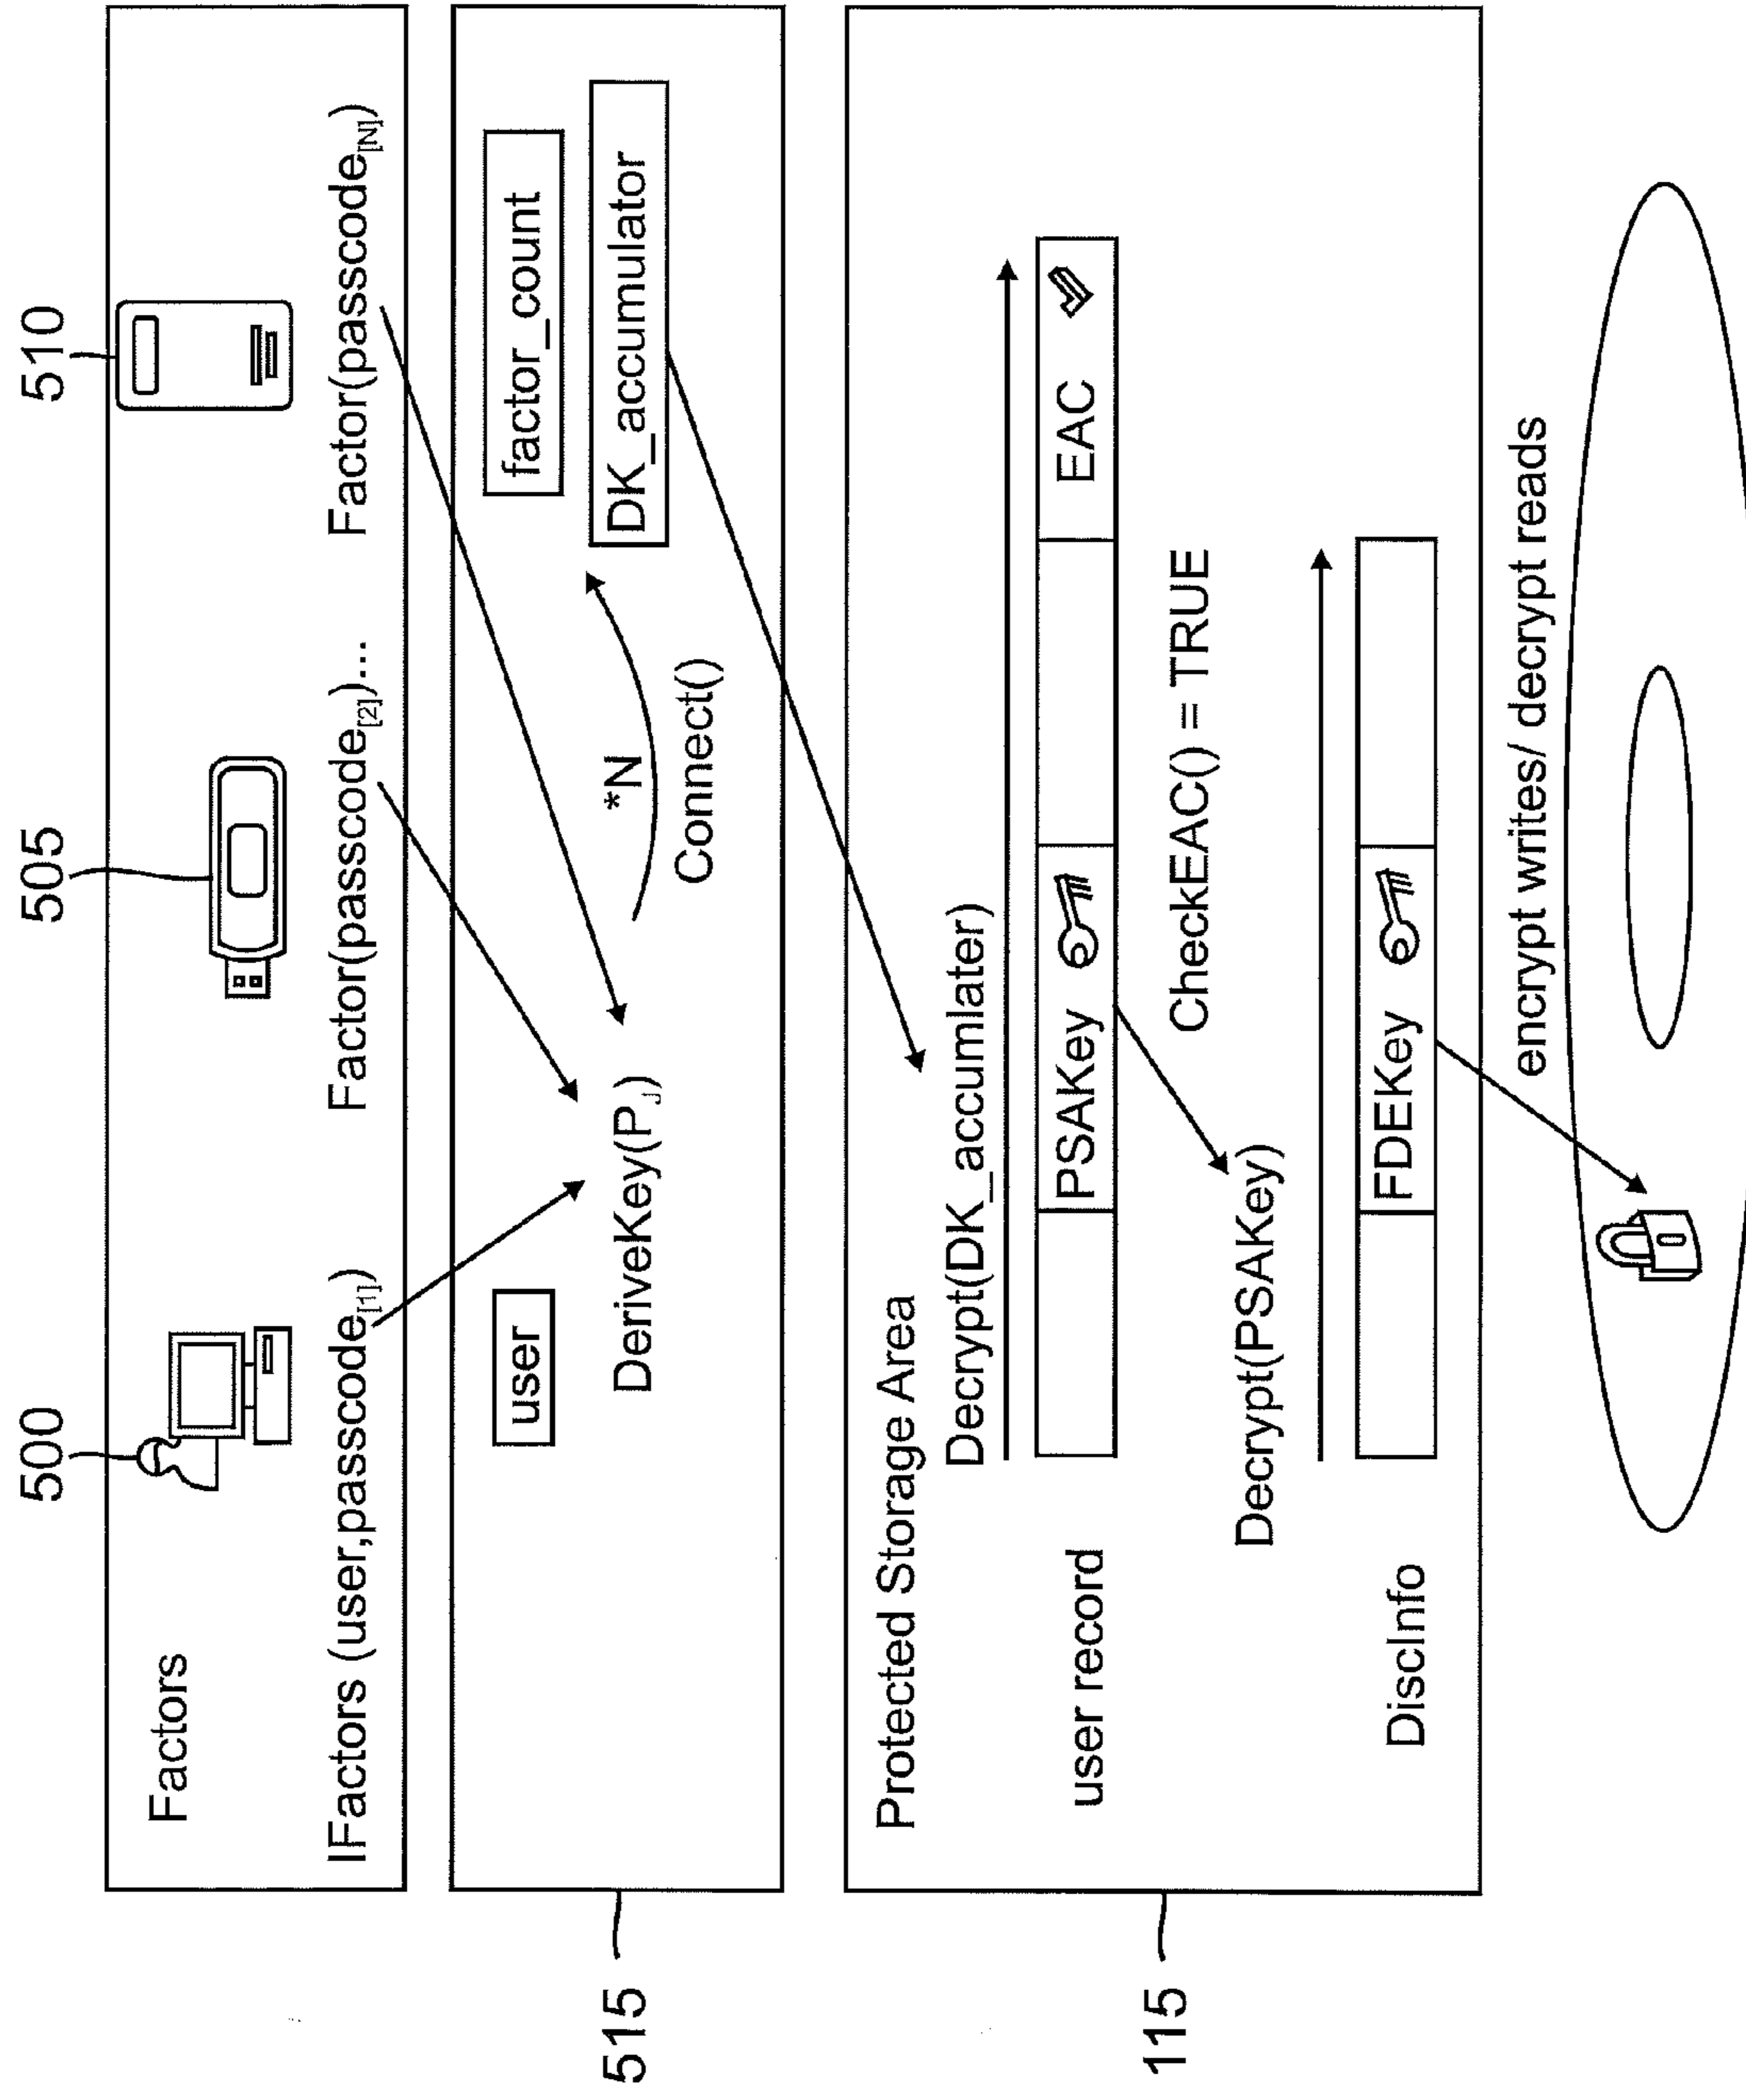 500
505
510
Factors
IFactors (user,passcode[1])
Factor(passcode[2])...
Factor(passcode[N])
515
user
factor_count
DeriveKey(Pj)
*N
DK_accumulator
Connect()
115
Protected Storage Area
Decrypt(DK_accumlater)
user record
PSAKey
EAC
CheckEAC() = TRUE
Decrypt(PSAKey)
DiscInfo
FDEKey
encrypt writes/ decrypt reads